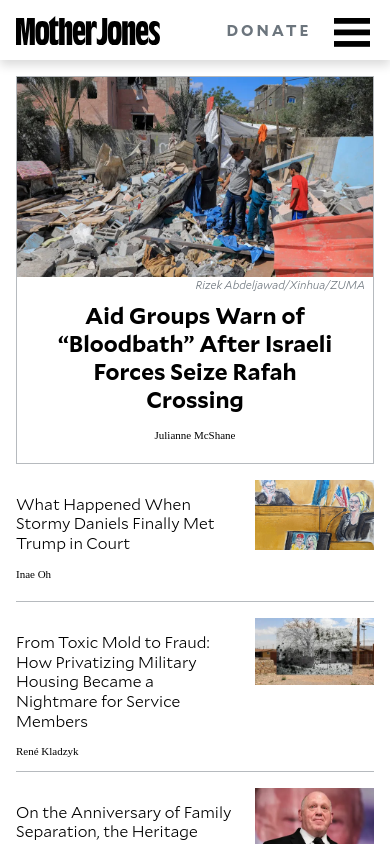 Mother Jones
DONATE
Rizek Abdeljawad/Xinhua/ZUMA
Aid Groups Warn of
“Bloodbath” After Israeli
Forces Seize Rafah
Crossing
Julianne McShane
What Happened When
Stormy Daniels Finally Met
Trump in Court
Inae Oh
From Toxic Mold to Fraud:
How Privatizing Military
Housing Became a
Nightmare for Service
Members
René Kladzyk
On the Anniversary of Family
Separation, the Heritage